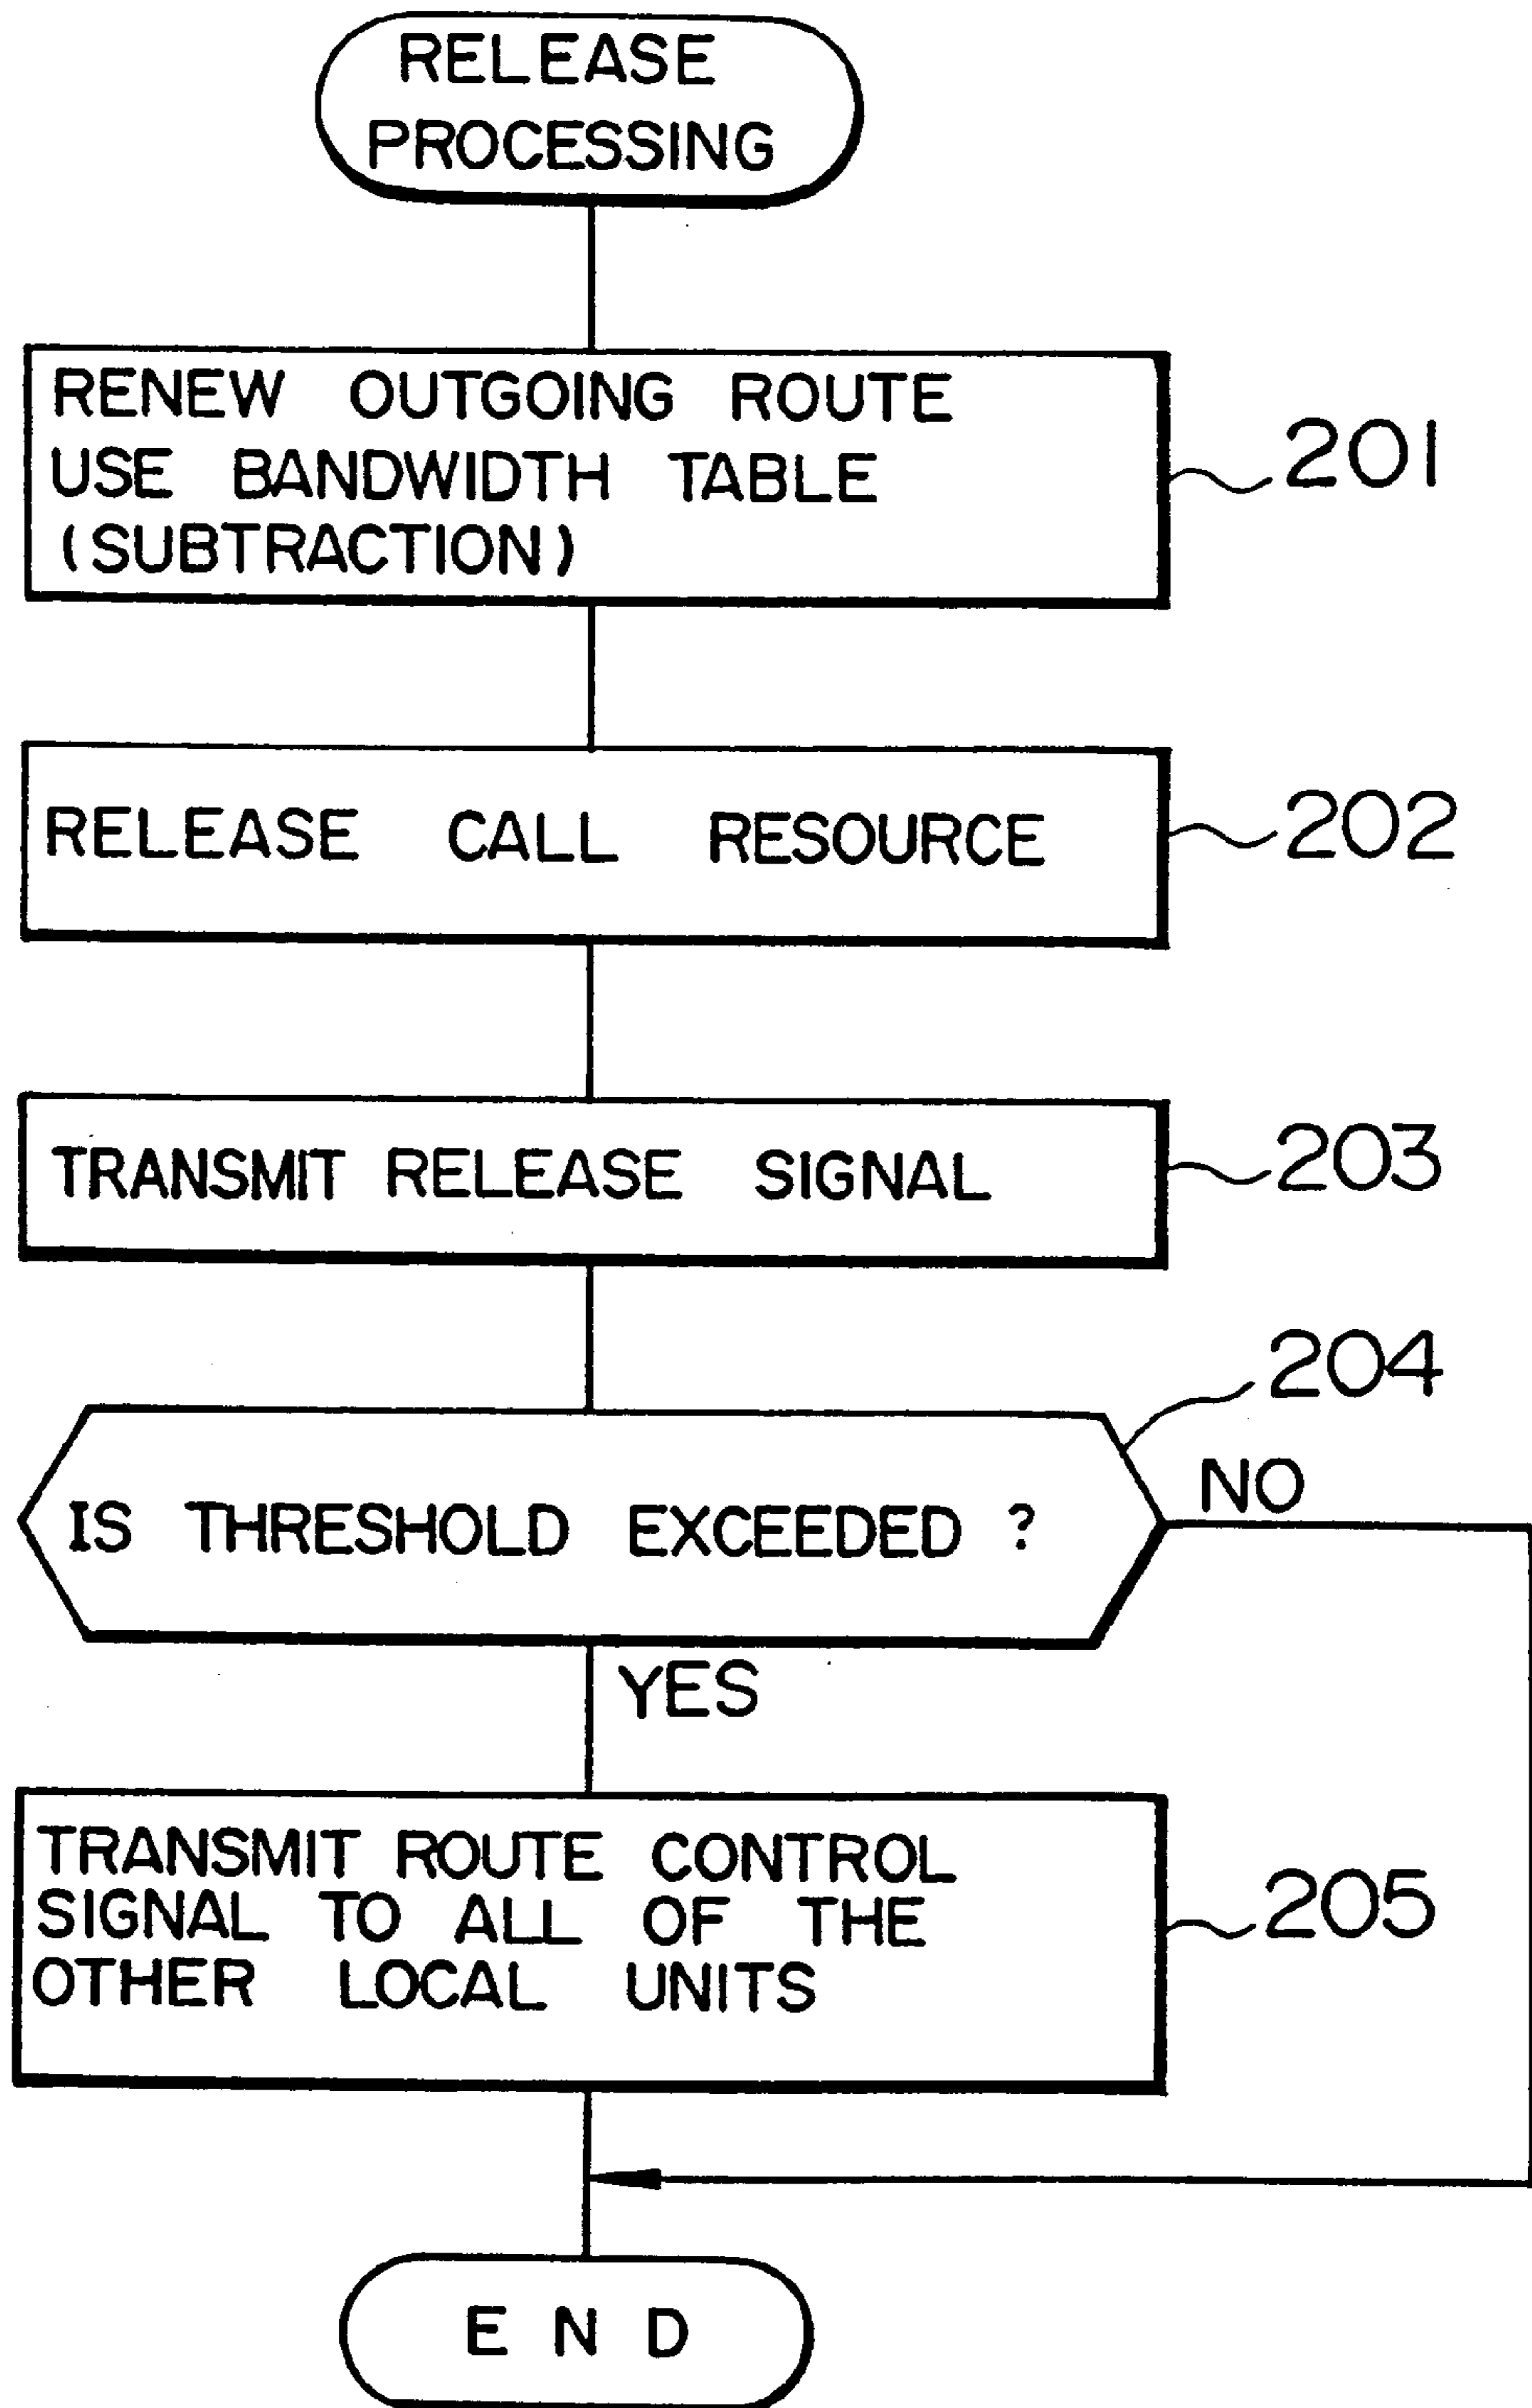 RELEASE
PROCESSING
RENEW OUTGOING ROUTE
USE BANDWIDTH TABLE
(SUBTRACTION)
201
RELEASE CALL RESOURCE
202
TRANSMIT RELEASE SIGNAL
203
204
IS THRESHOLD EXCEEDED ?
NO
YES
TRANSMIT ROUTE CONTROL
SIGNAL TO ALL OF THE
OTHER LOCAL UNITS
205
END